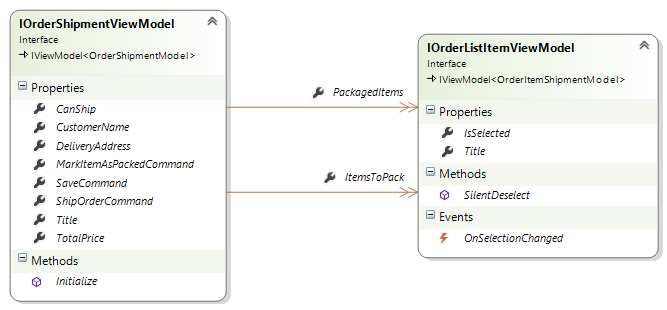 IOrderShipmentViewModel
Interface
IViewModel<OrderShipmentModel>
Properties
CanShip
CustomerName
DeliveryAddress
MarkItemAsPackedCommand
SaveCommand
ShipOrderCommand
Title
TotalPrice
Methods
Initialize
PackagedItems
ItemsToPack
IOrderListItemViewModel
Interface
IViewModel<OrderItemShipmentModel>
Properties
IsSelected
Title
Methods
SilentDeselect
Events
OnSelectionChanged